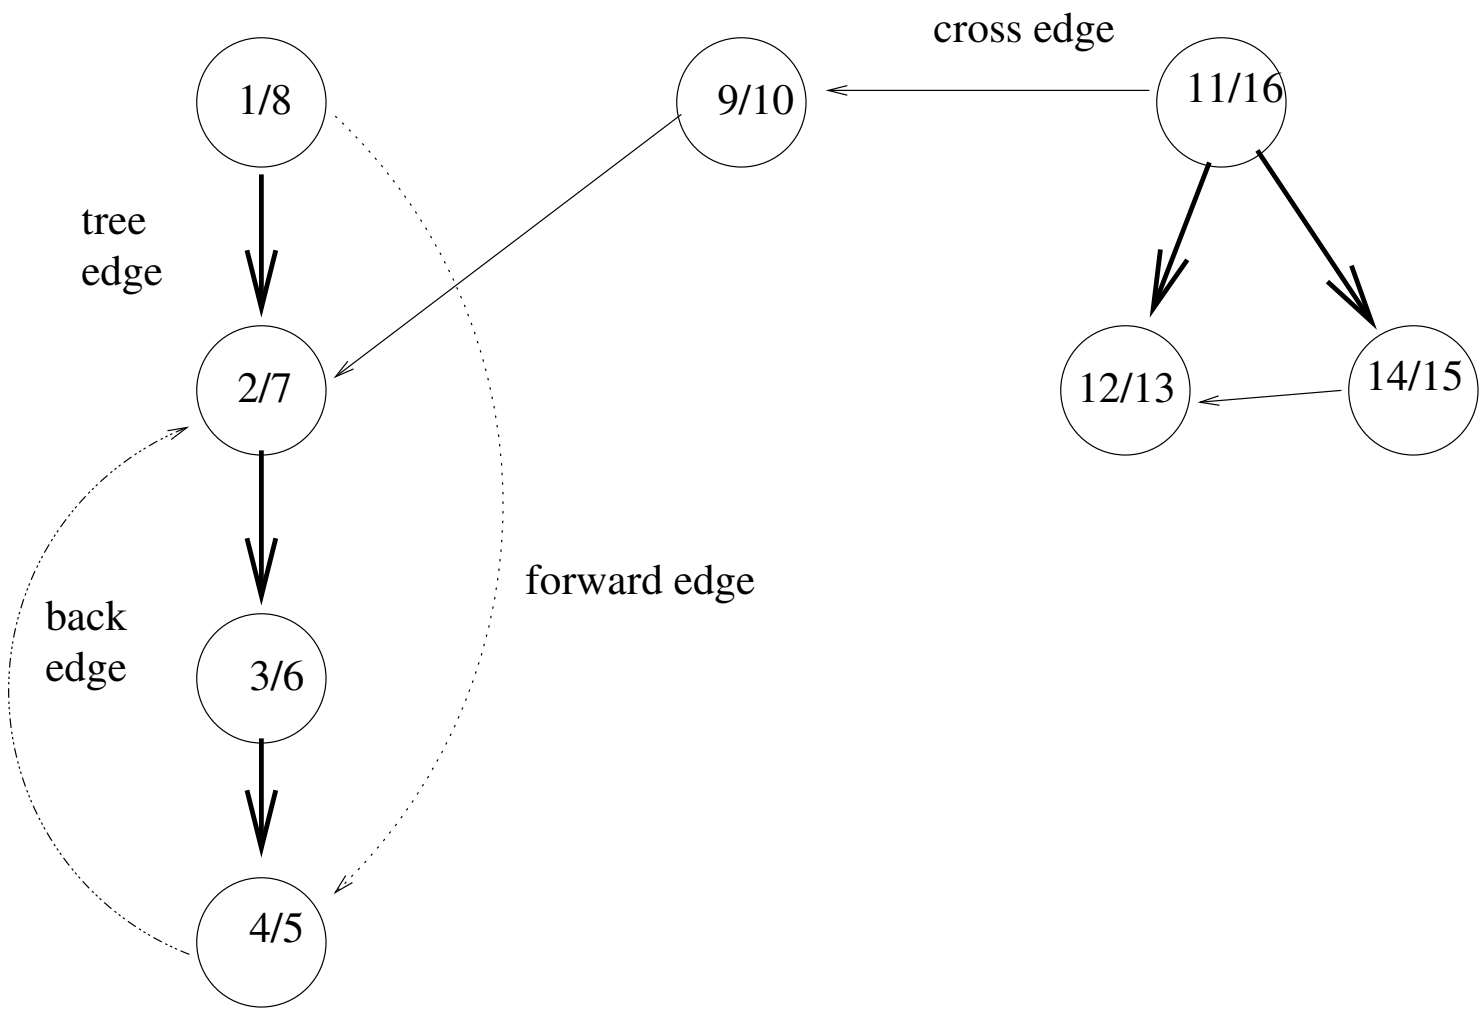 cross edge
1/8
9/10
11/16
tree
edge
2/7
12/13
14/15
forward edge
back
edge
3/6
4/5